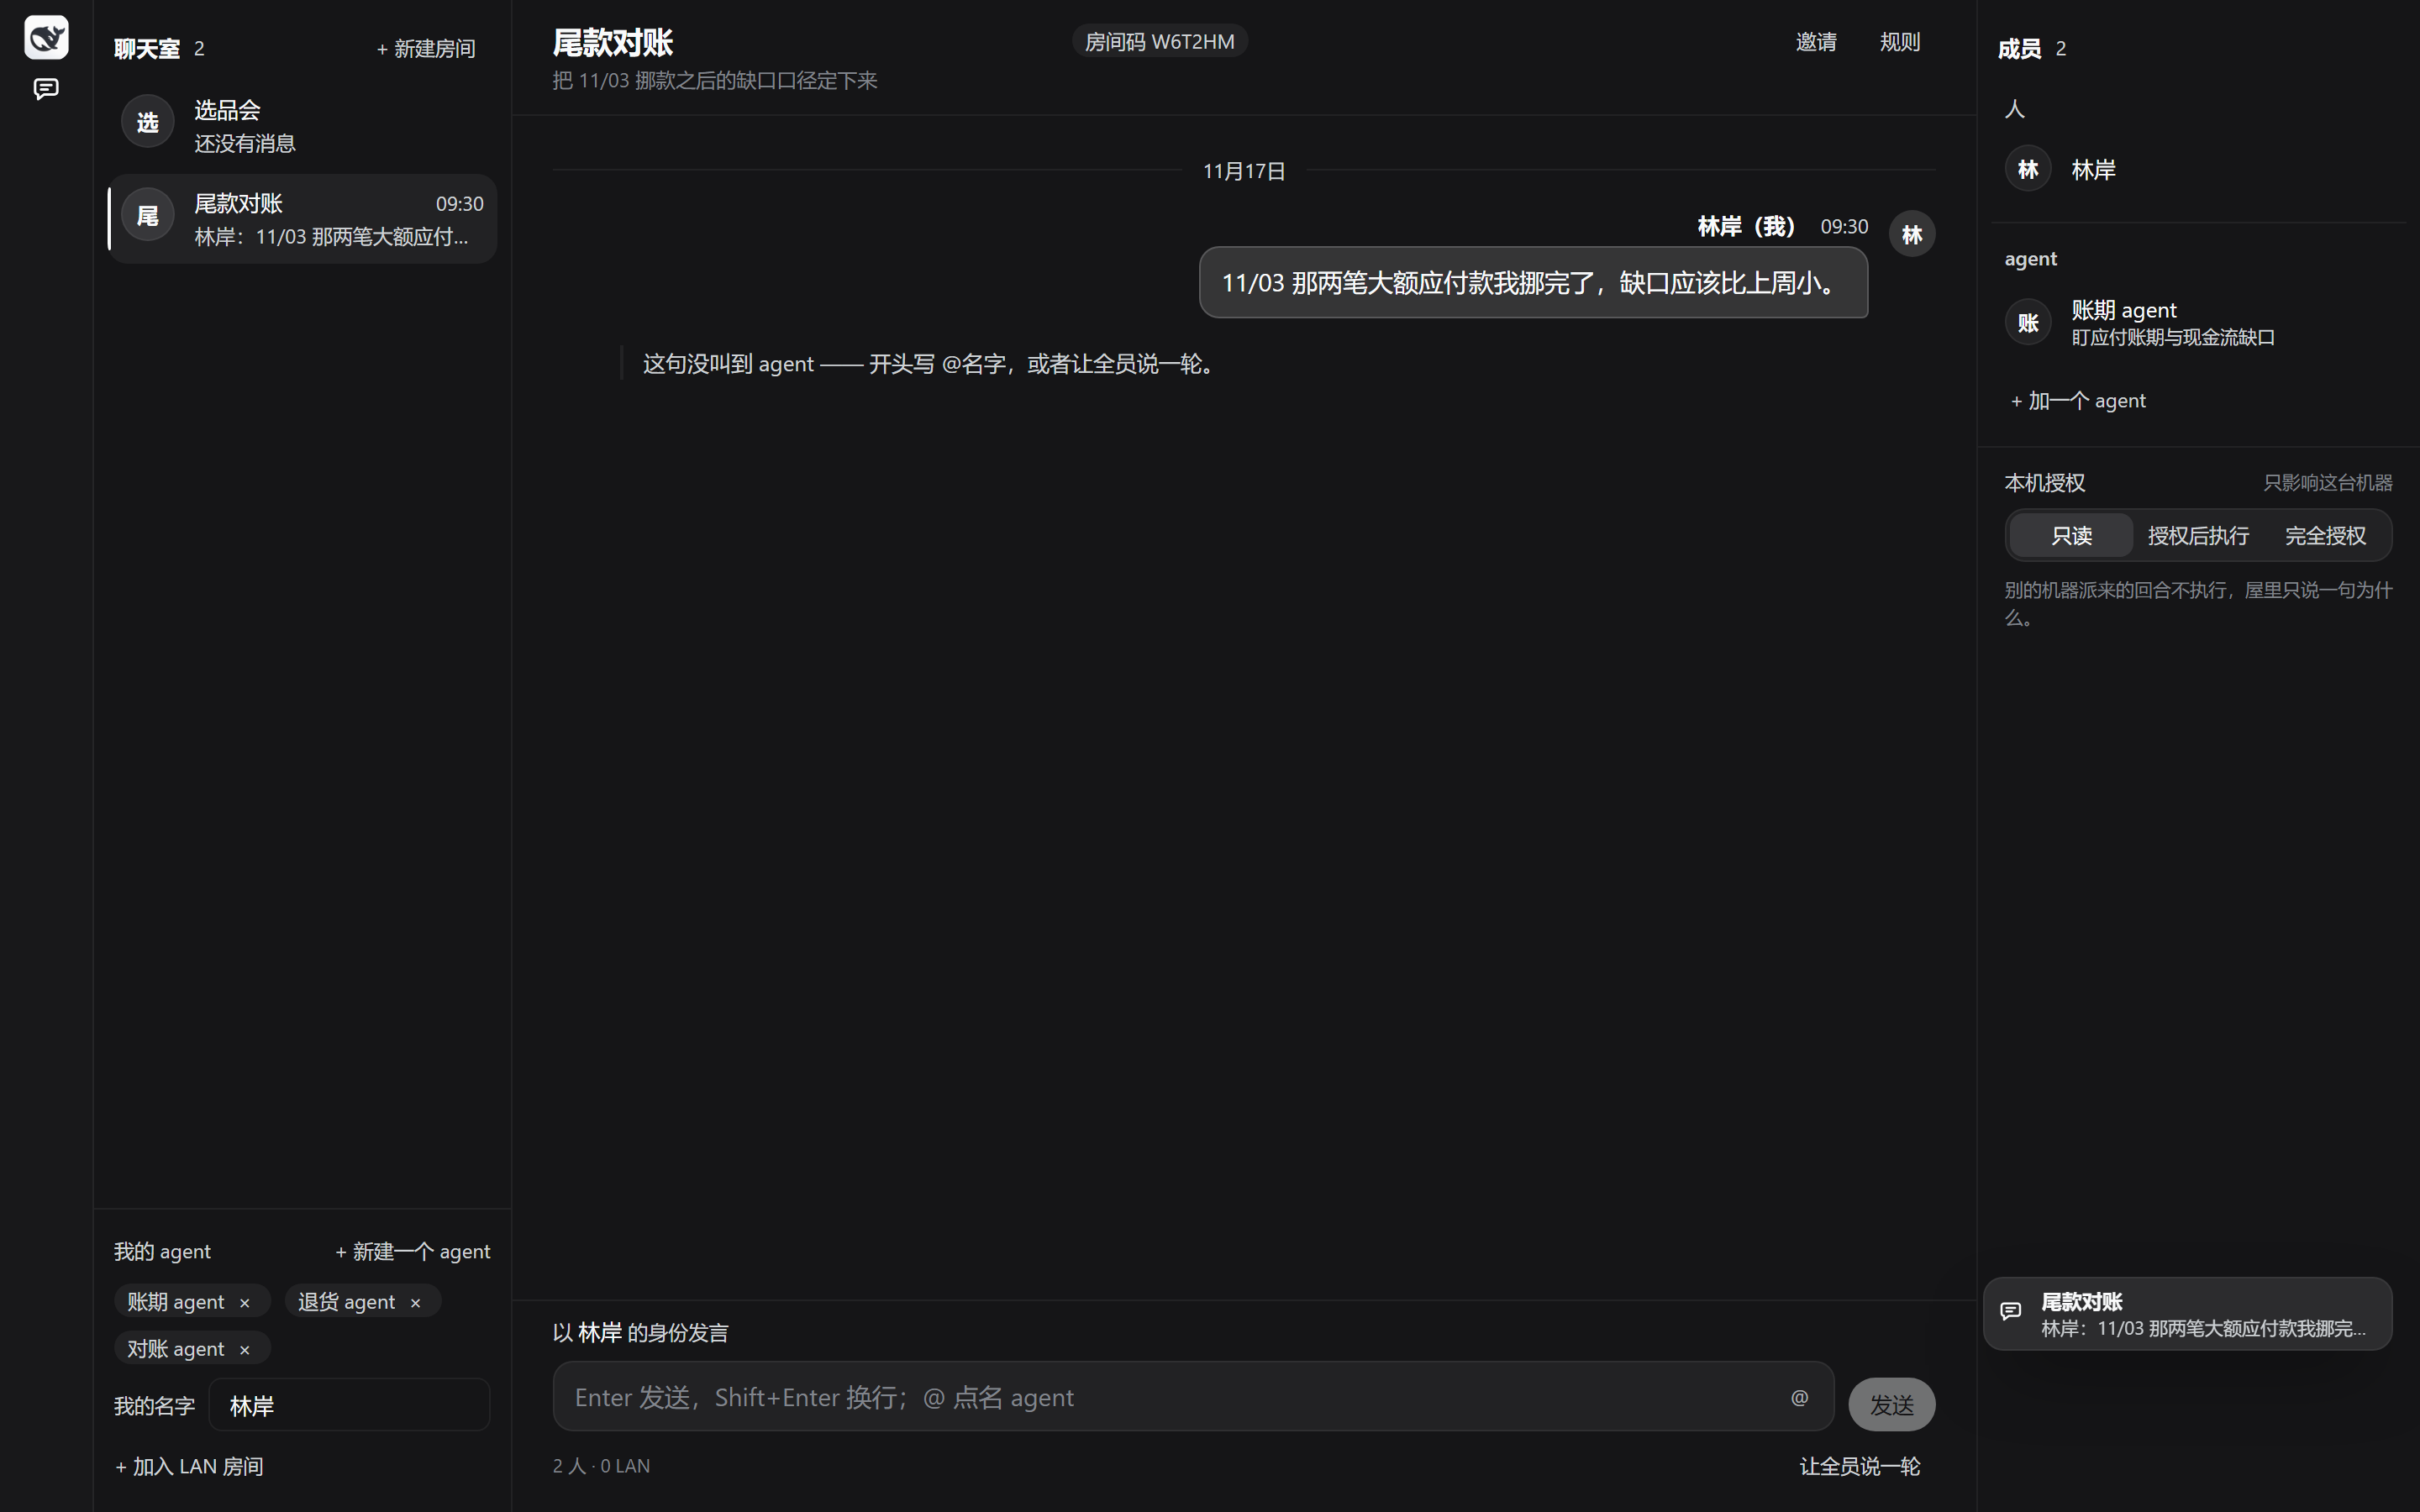 聊天室 2
+ 新建房间
选
选品会
还没有消息
尾
尾款对账
09:30
林岸：11/03 那两笔大额应付...
我的 agent
+ 新建一个 agent
账期 agent ×
退货 agent ×
对账 agent ×
我的名字
林岸
+ 加入 LAN 房间
尾款对账
房间码 W6T2HM
邀请
规则
把 11/03 挪款之后的缺口口径定下来
11月17日
林岸（我） 09:30
林
11/03 那两笔大额应付款我挪完了，缺口应该比上周小。
这句没叫到 agent —— 开头写 @名字，或者让全员说一轮。
以 林岸 的身份发言
Enter 发送，Shift+Enter 换行；@ 点名 agent
@
发送
2 人 · 0 LAN
让全员说一轮
成员 2
人
林
林岸
agent
账
账期 agent
盯应付账期与现金流缺口
+ 加一个 agent
本机授权
只影响这台机器
只读
授权后执行
完全授权
别的机器派来的回合不执行，屋里只说一句为什
么。
尾款对账
林岸：11/03 那两笔大额应付款我挪完...